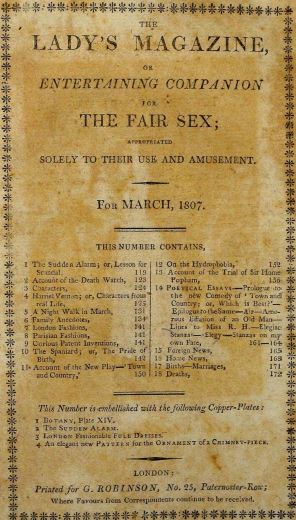 THE
LADY'S MAGAZINE,
OR
ENTERTAINING COMPANION
FOR
THE FAIR SEX;
APPROPRIATED
SOLELY TO THEIR USE AND AMUSEMENT.
FOR MARCH, 1807.
THIS NUMBER CONTAINS,
1 The Sudden Alarm; or, Lesson for
Scandal. 119
2 Account of the Death Watch, 123
3 Characters, 124
4 Harriet Vernon; or, Characters from
real Life, 125
5 A Night Walk in March, 131
6 Family Anecdotes, 134
7 London Fashions, 141
8 Parisian Fashions, 141
9 Curious Patent Inventions, 141
10 The Spaniard; or, The Pride of
Birth, 142
11 Account of the New Play—'Town
and Country,' 150
12 On the Hydrophobia, 152
13 Account of the Trial of Sir Home
Popham, 156
14 POETICAL ESSAYS—Prologue to
the new Comedy of 'Town and
Country; or, Which is Best?'—
Epilogue to the Same—Air—Amo-
rous Effusion of an Old Man—
Lines to Miss R. H.—Elegiac
Stanzas—Elegy—Stanzas on my
own Fate, 161—164
15 Foreign News, 165
16 Home News, 168
17 Births—Marriages, 171
18 Deaths, 172
This Number is embellished with the following Copper-Plates:
1 BOTANY, Plate XIV.
2 THE SUDDEN ALARM.
3 LONDON Fashionable FULL DRESSES.
4 An elegant new PATTERN for the ORNAMENT of a CHIMNEY-PIECE.
LONDON:
Printed for G. ROBINSON, No. 25, Paternoster-Row;
Where Favours from Correspondents continue to be received.